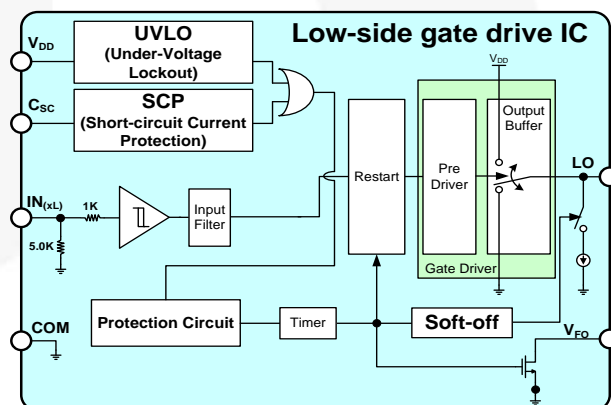 Low-side gate drive IC
VDD
UVLO
(Under-Voltage
Lockout)
CSC
SCP
(Short-circuit Current
Protection)
VDD
Output
Buffer
LO
Restart
Pre
Driver
IN(xL)
1K
Input
Filter
5.0K
Gate Driver
COM
Protection Circuit
Timer
Soft-off
VFO